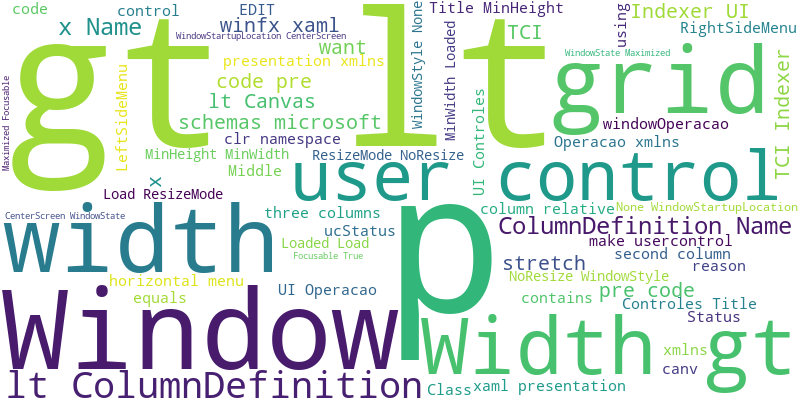 code
control
EDIT
Title MinHeight
using
Indexer UI
x Name
winfx xaml
WindowStartupLocation CenterScreen
WindowStyle None
TCI
RightSideMenu
gt
lt
want
MinWidth Loaded
WindowState Maximized
presentation xmlns
grid
Maximized Focusable
LeftSideMenu
code pre
lt Canvas
UI Controles
TCI Indexer
schemas microsoft
windowOperacao
clr namespace
Operacao xmlns
MinHeight MinWidth
ResizeMode NoResize
Middle
user control
x
Load ResizeMode
p
CenterScreen WindowState
three columns
column relative
None WindowStartupLocation
width
ucStatus
ColumnDefinition Name
Loaded Load
make usercontrol
Focusable True
stretch
second column
reason
horizontal menu
NoResize WindowStyle
equals
UI Operacao
pre code
contains
Controles Title
Window
Width gt
Status
xmlns
canv
lt ColumnDefinition
Class
xaml presentation